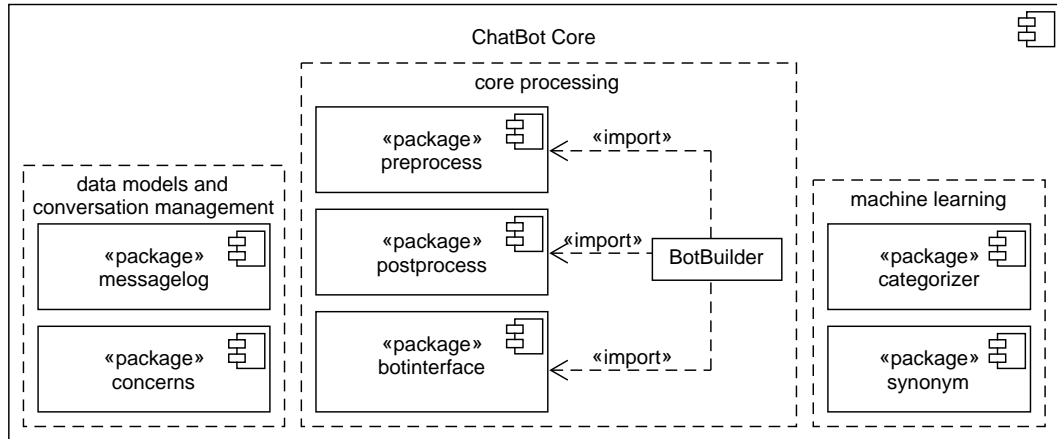 ChatBot Core
data models and
conversation management
«package»
messagelog
«package»
concerns
core processing
«package»
preprocess
«import»
«package»
postprocess
«import»
BotBuilder
«package»
botinterface
«import»
machine learning
«package»
categorizer
«package»
synonym